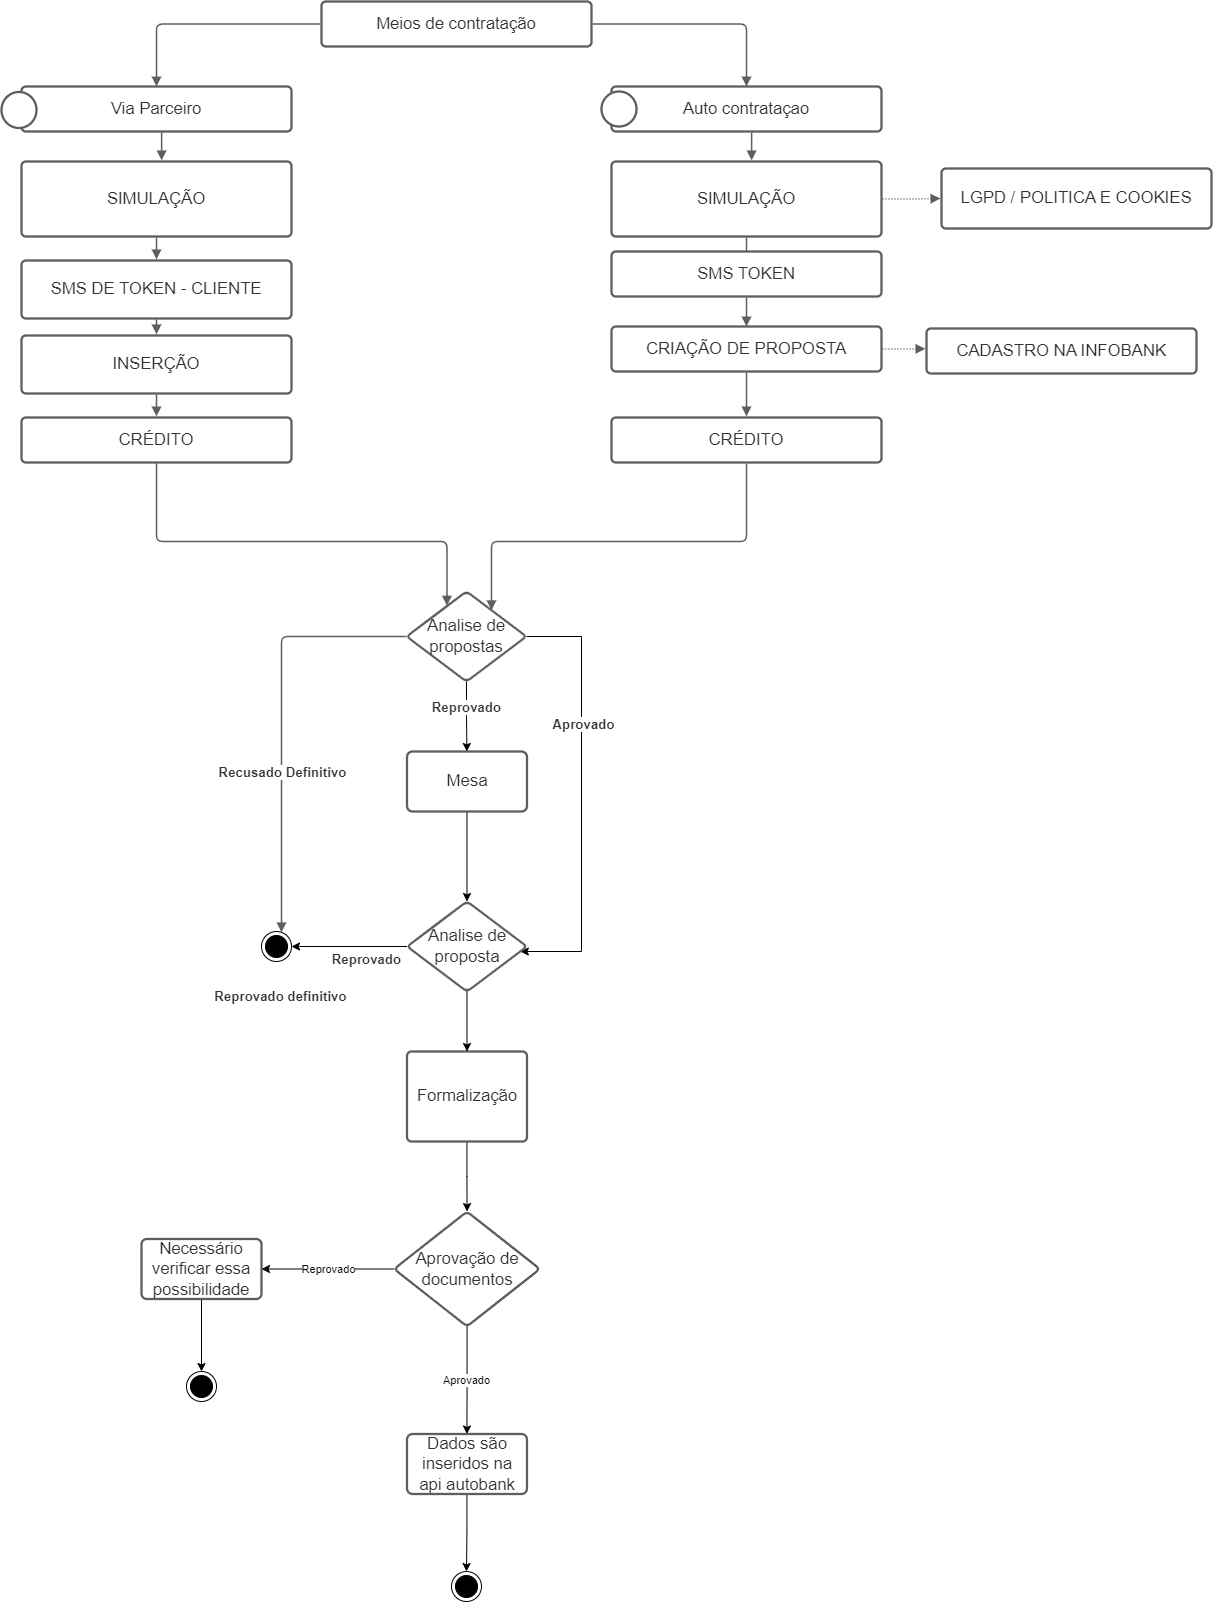 Meios de contratação
Via Parceiro
Auto contrataçao
SIMULAÇÃO
SIMULAÇÃO
LGPD / POLITICA E COOKIES
SMS DE TOKEN - CLIENTE
SMS TOKEN
INSERÇÃO
CRIAÇÃO DE PROPOSTA
CADASTRO NA INFOBANK
CRÉDITO
CRÉDITO
Analise de
propostas
Reprovado
Aprovado
Recusado Definitivo
Mesa
Analise de
proposta
Reprovado
Reprovado definitivo
Formalização
Necessário
verificar essa
possibilidade
Reprovado
Aprovação de
documentos
Aprovado
Dados são
inseridos na
api autobank